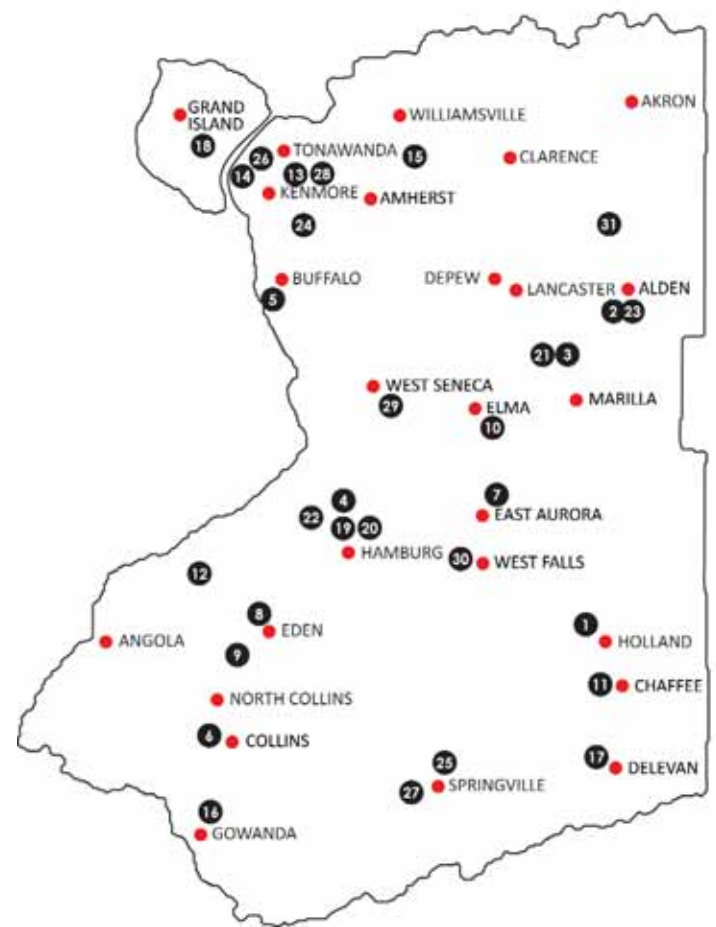 AKRON
GRAND
ISLAND
WILLIAMSVILLE
18
26
TONAWANDA
15
CLARENCE
14
13
28
KENMORE
AMHERST
24
31
BUFFALO
DEPEW
LANCASTER
ALDEN
5
2
23
21
3
WEST SENECA
MARILLA
29
ELMA
10
7
4
EAST AURORA
22
19
20
HAMBURG
30
WEST FALLS
12
8
EDEN
1
ANGOLA
HOLLAND
9
11
CHAFFEE
NORTH COLLINS
6
COLLINS
25
17
DELEVAN
27
SPRINGVILLE
16
GOWANDA